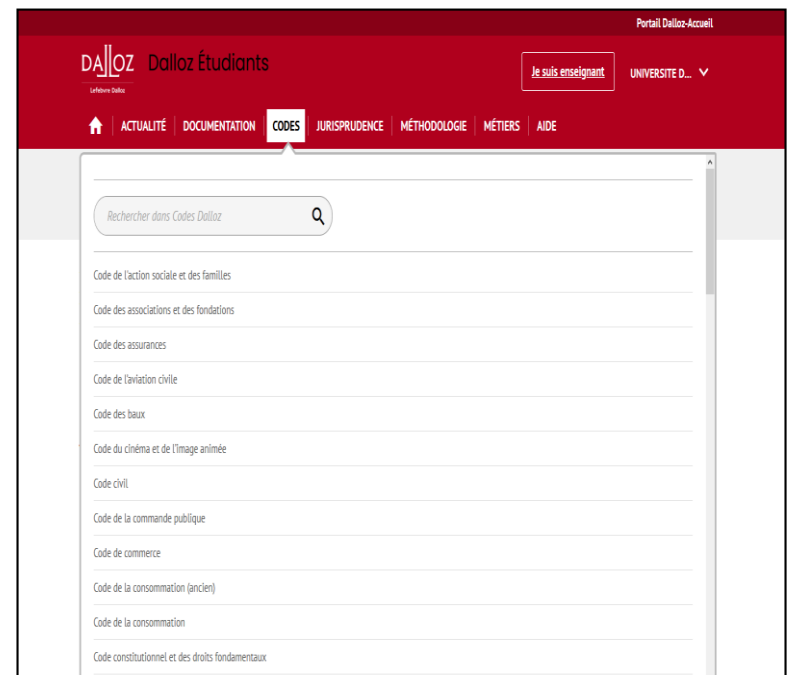 Portail Dalloz-Accueil
DALLOZ Dalloz Étudiants
Lefebvre Dalloz
Je suis enseignant
UNIVERSITE D...
ACTUALITÉ DOCUMENTATION CODES JURISPRUDENCE MÉTHODOLOGIE MÉTIERS AIDE
Rechercher dans Codes Dalloz
Code de l'action sociale et des familles
Code des associations et des fondations
Code des assurances
Code de l'aviation civile
Code des baux
Code du cinéma et de l'image animée
Code civil
Code de la commande publique
Code de commerce
Code de la consommation (ancien)
Code de la consommation
Code constitutionnel et des droits fondamentaux